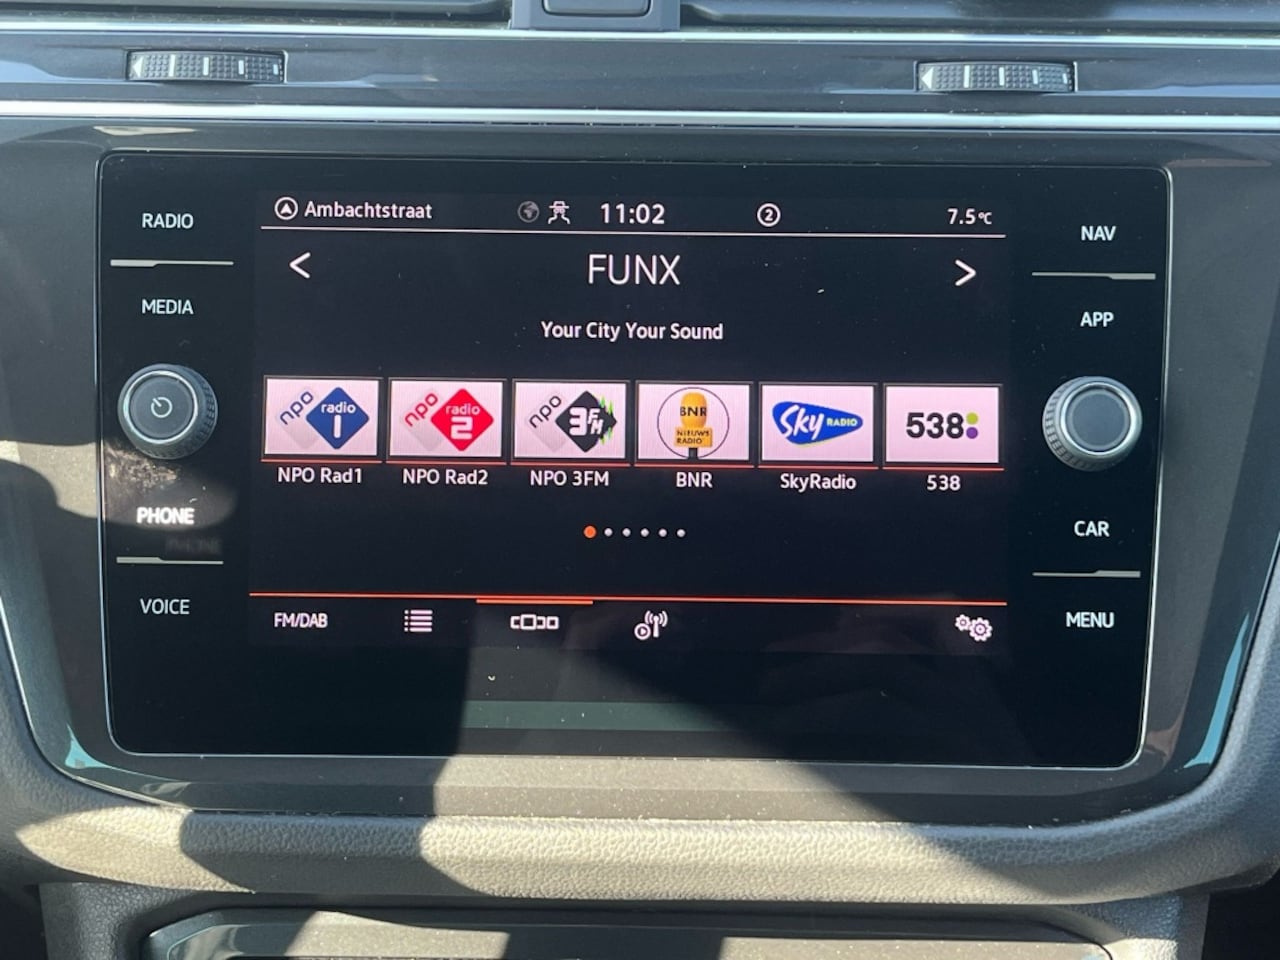 RADIO
MEDIA
PHONE
VOICE
Ambachtstraat
11:02
2
7.5°C
<
FUNX
>
Your City Your Sound
npo radio 1
npo radio 2
npo 3FM
BNR NIEUWS RADIO
Sky RADIO
538
NPO Rad1
NPO Rad2
NPO 3FM
BNR
SkyRadio
538
FM/DAB
NAV
APP
CAR
MENU